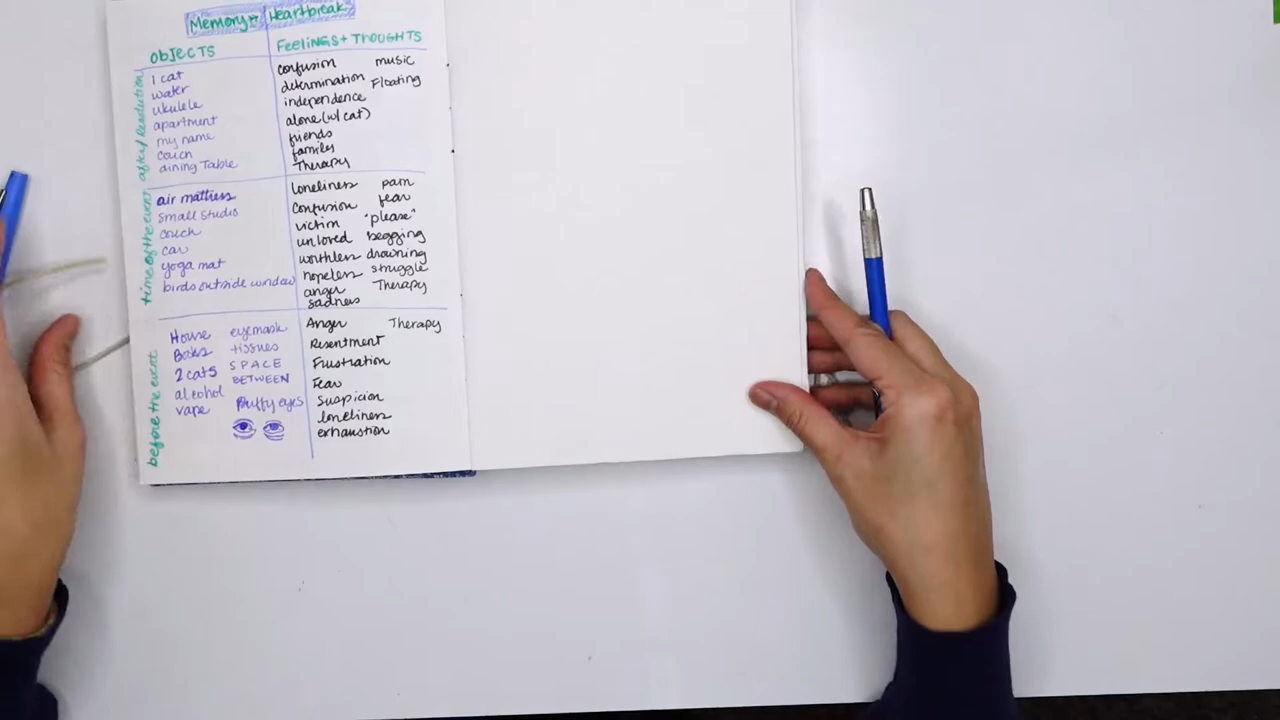 Memory Heartbreak
Objects
Feelings + Thoughts
after/Resolution
1 cat
water
ukulele
apartment
my name
couch
dining Table
confusion music
determination Floating
independence
alone (w/ cat)
friends
family
Therapy
time of the event
air mattress
small studio
couch
car
yoga mat
birds outside window
loneliness pain
confusion fear
victim "please"
unloved begging
worthless drowning
hopeless struggle
anger Therapy
sadness
before the event
House eyemask
Books tissues
2 cats SPACE
alcohol BETWEEN
vape Puffy eyes
Anger Therapy
Resentment
Frustration
Fear
Suspicion
loneliness
exhaustion